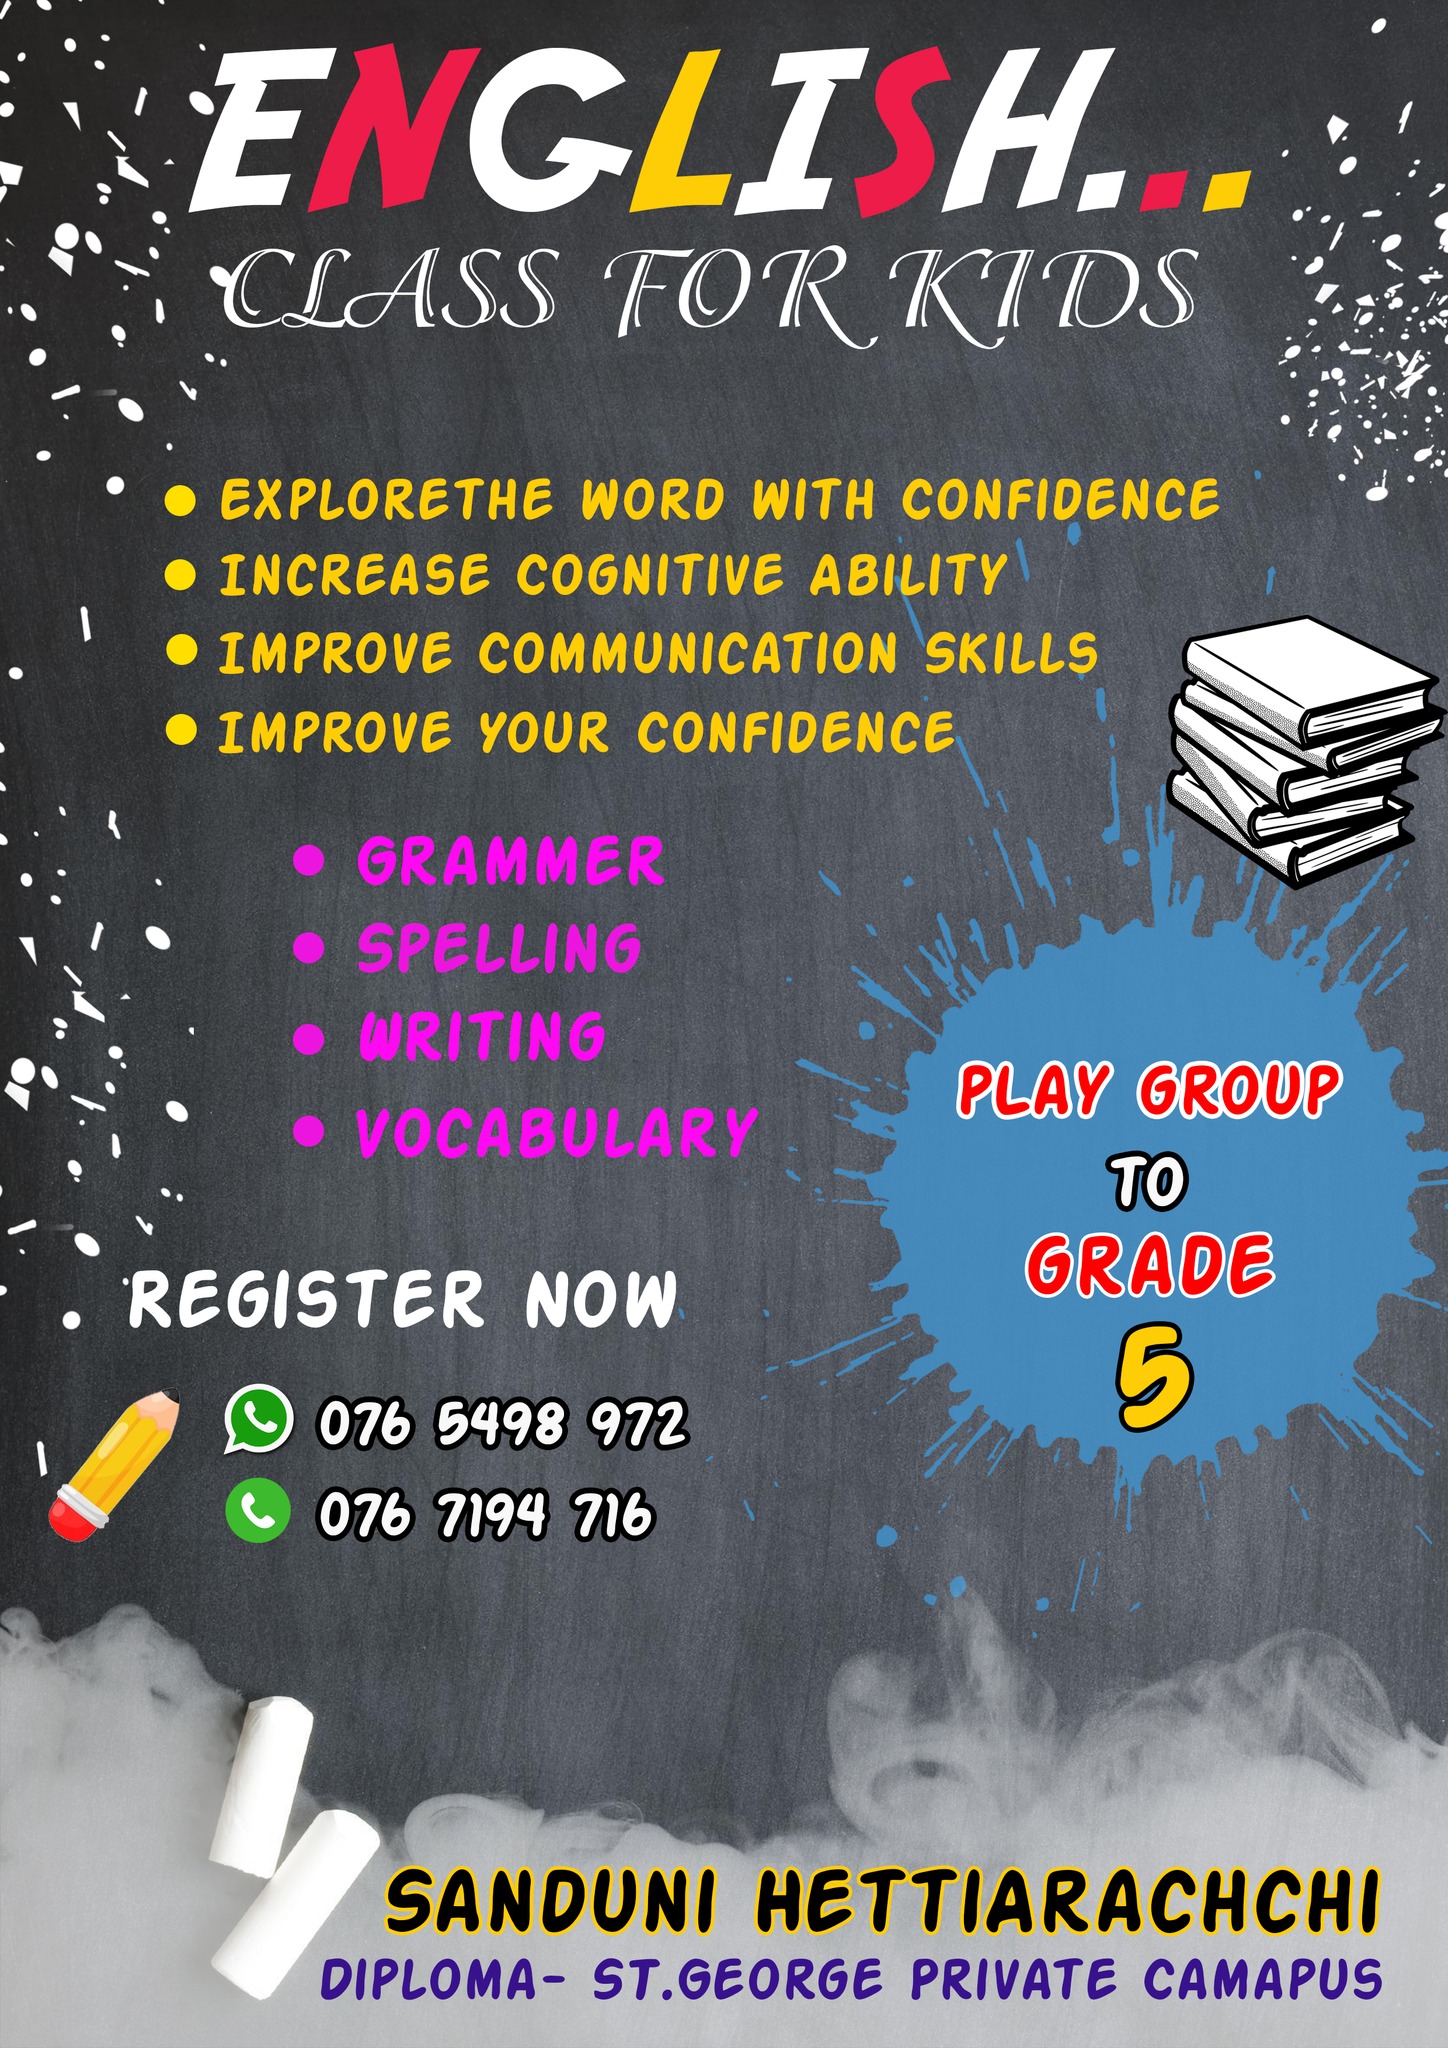 ENGLISH...
CLASS FOR KIDS
EXPLORETHE WORD WITH CONFIDENCE
INCREASE COGNITIVE ABILITY
IMPROVE COMMUNICATION SKILLS
IMPROVE YOUR CONFIDENCE
GRAMMER
SPELLING
WRITING
VOCABULARY
PLAY GROUP
TO
GRADE
5
REGISTER NOW
076 5498 972
076 7194 716
SANDUNI HETTIARACHCHI
DIPLOMA- ST.GEORGE PRIVATE CAMAPUS